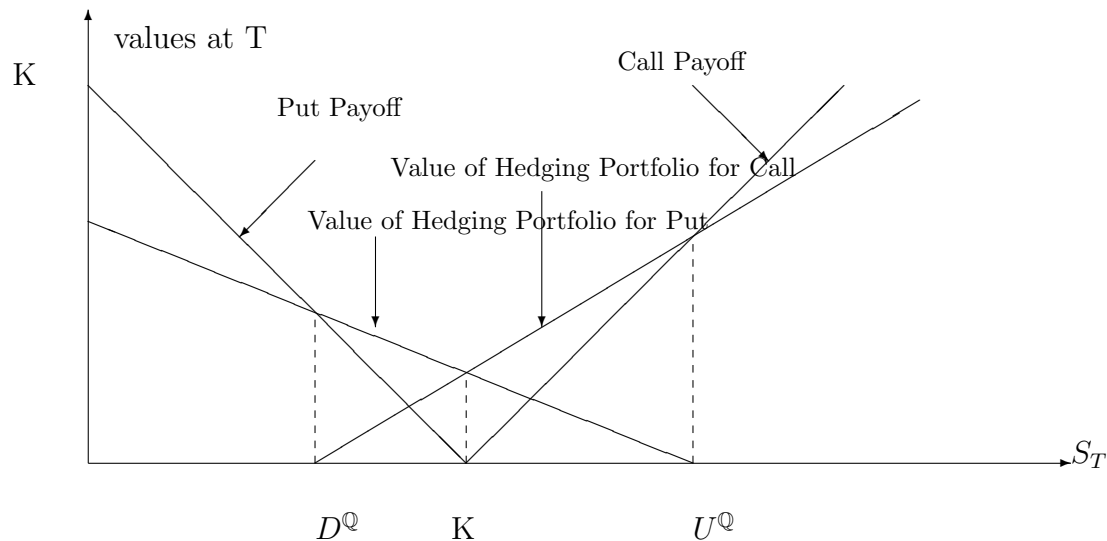 values at T
Call Payoff
K
Put Payoff
Value of Hedging Portfolio for Call
Value of Hedging Portfolio for Put
S_T
D^ℚ
K
U^ℚ